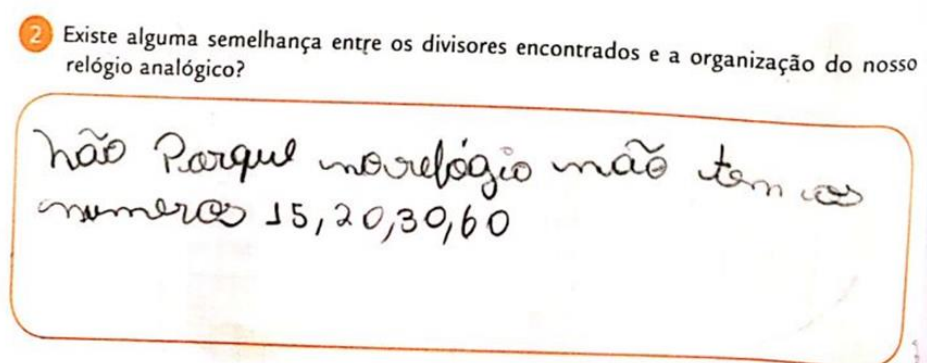 2 Existe alguma semelhança entre os divisores encontrados e a organização do nosso
relógio analógico?
não Porque no relógio não tem os
numeros 15,20,30,60